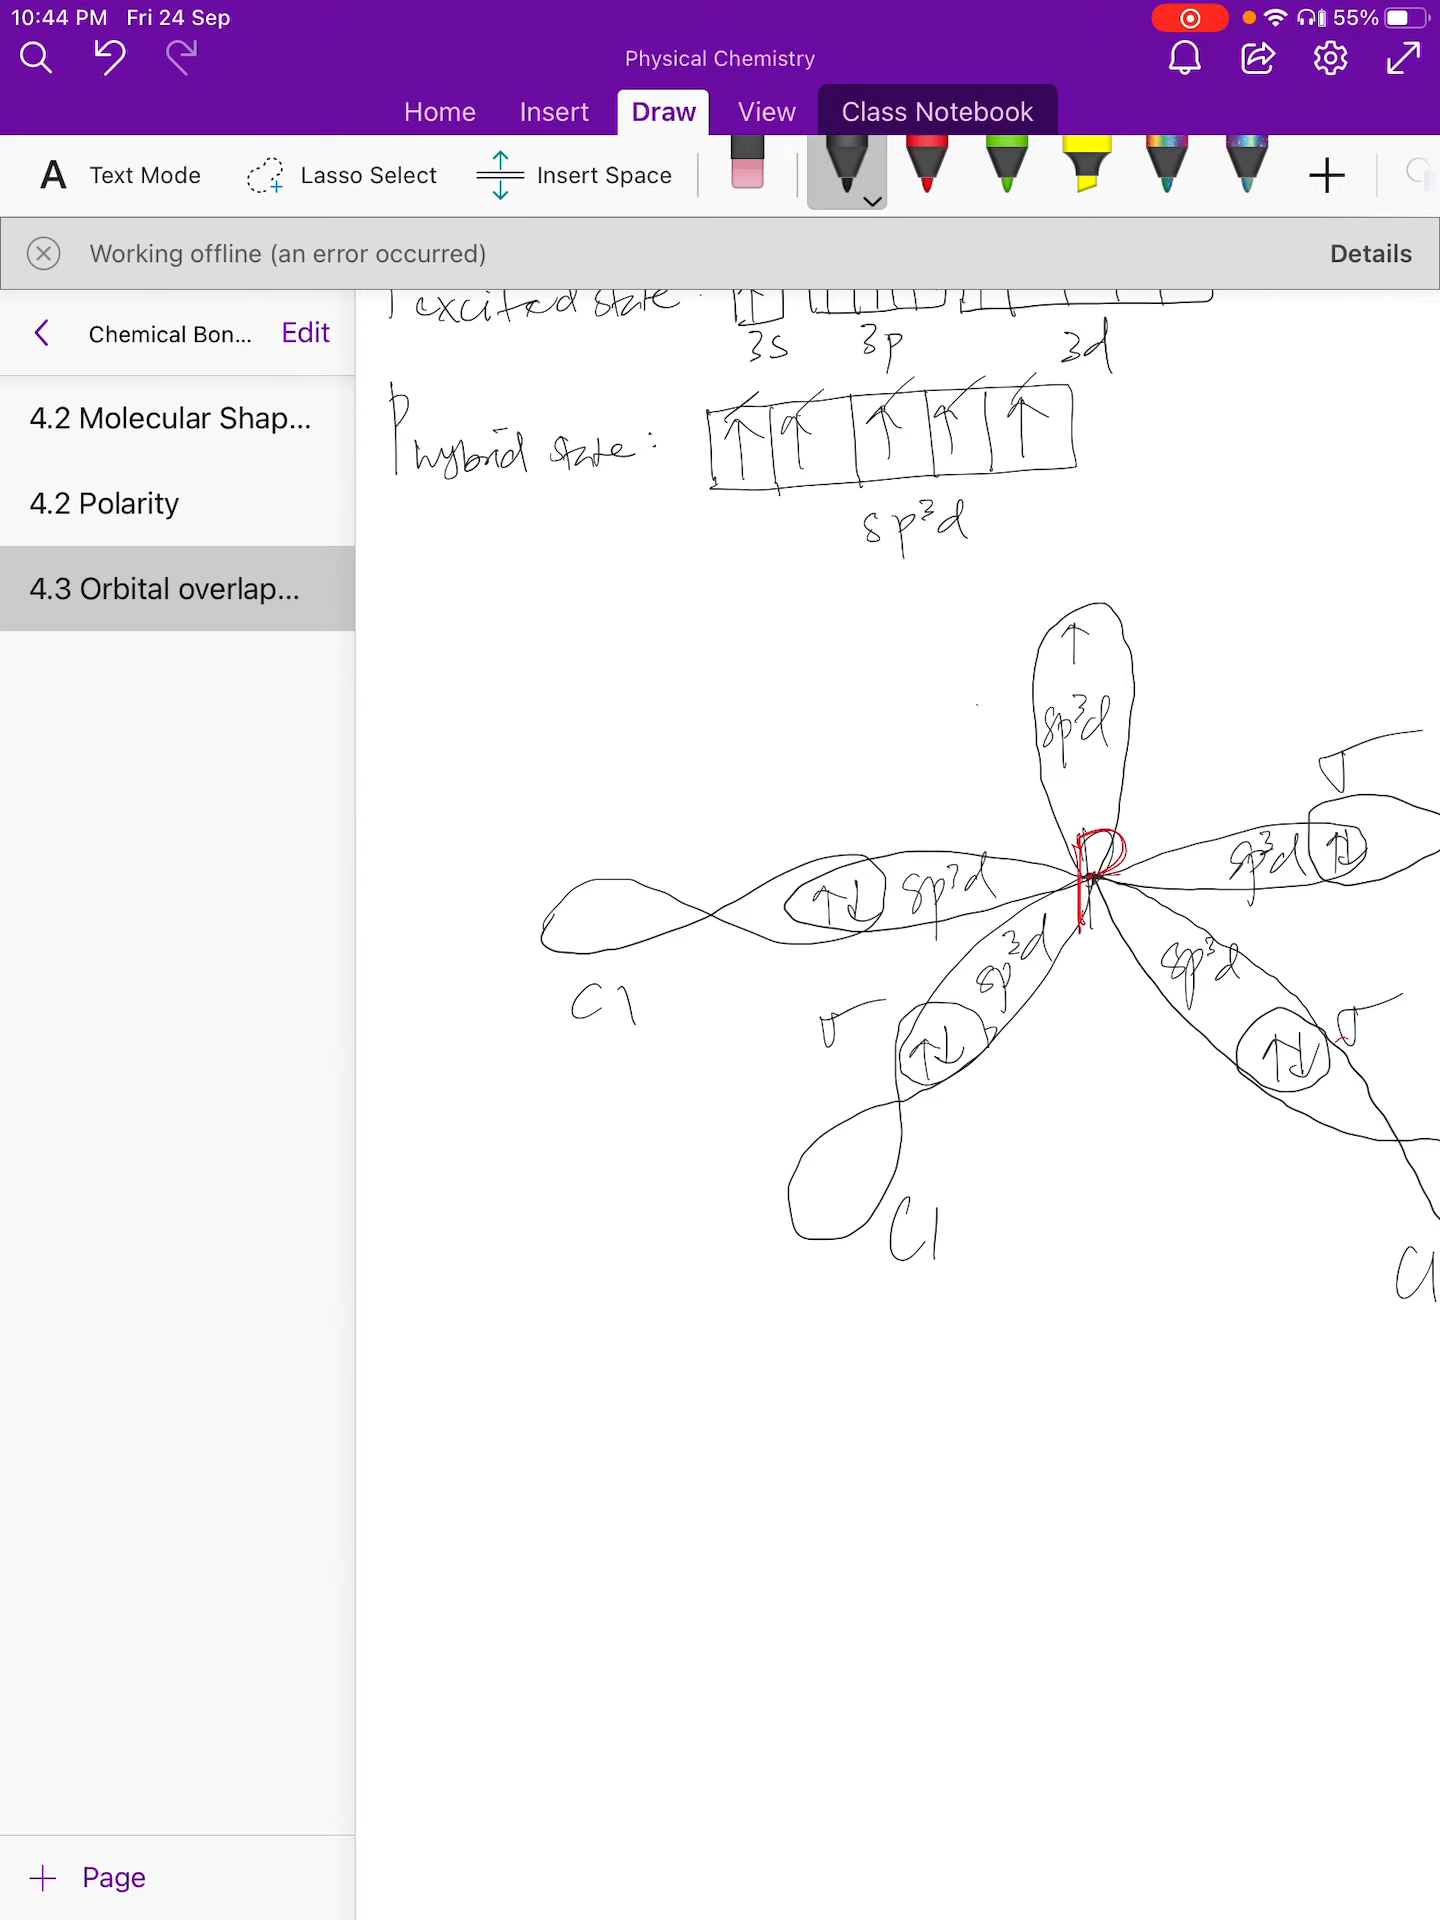 10:44 PM Fri 24 Sep
55%
Physical Chemistry
Home Insert Draw View Class Notebook
A Text Mode Lasso Select Insert Space
Working offline (an error occurred) Details
Chemical Bon... Edit
4.2 Molecular Shap...
4.2 Polarity
4.3 Orbital overlap...
Page
P excited state:
3s 3p 3d
P hybrid state:
sp³d
sp³d
P
σ
sp³d
sp³d
sp³d
sp³d
Cl
σ
σ
Cl
Cl